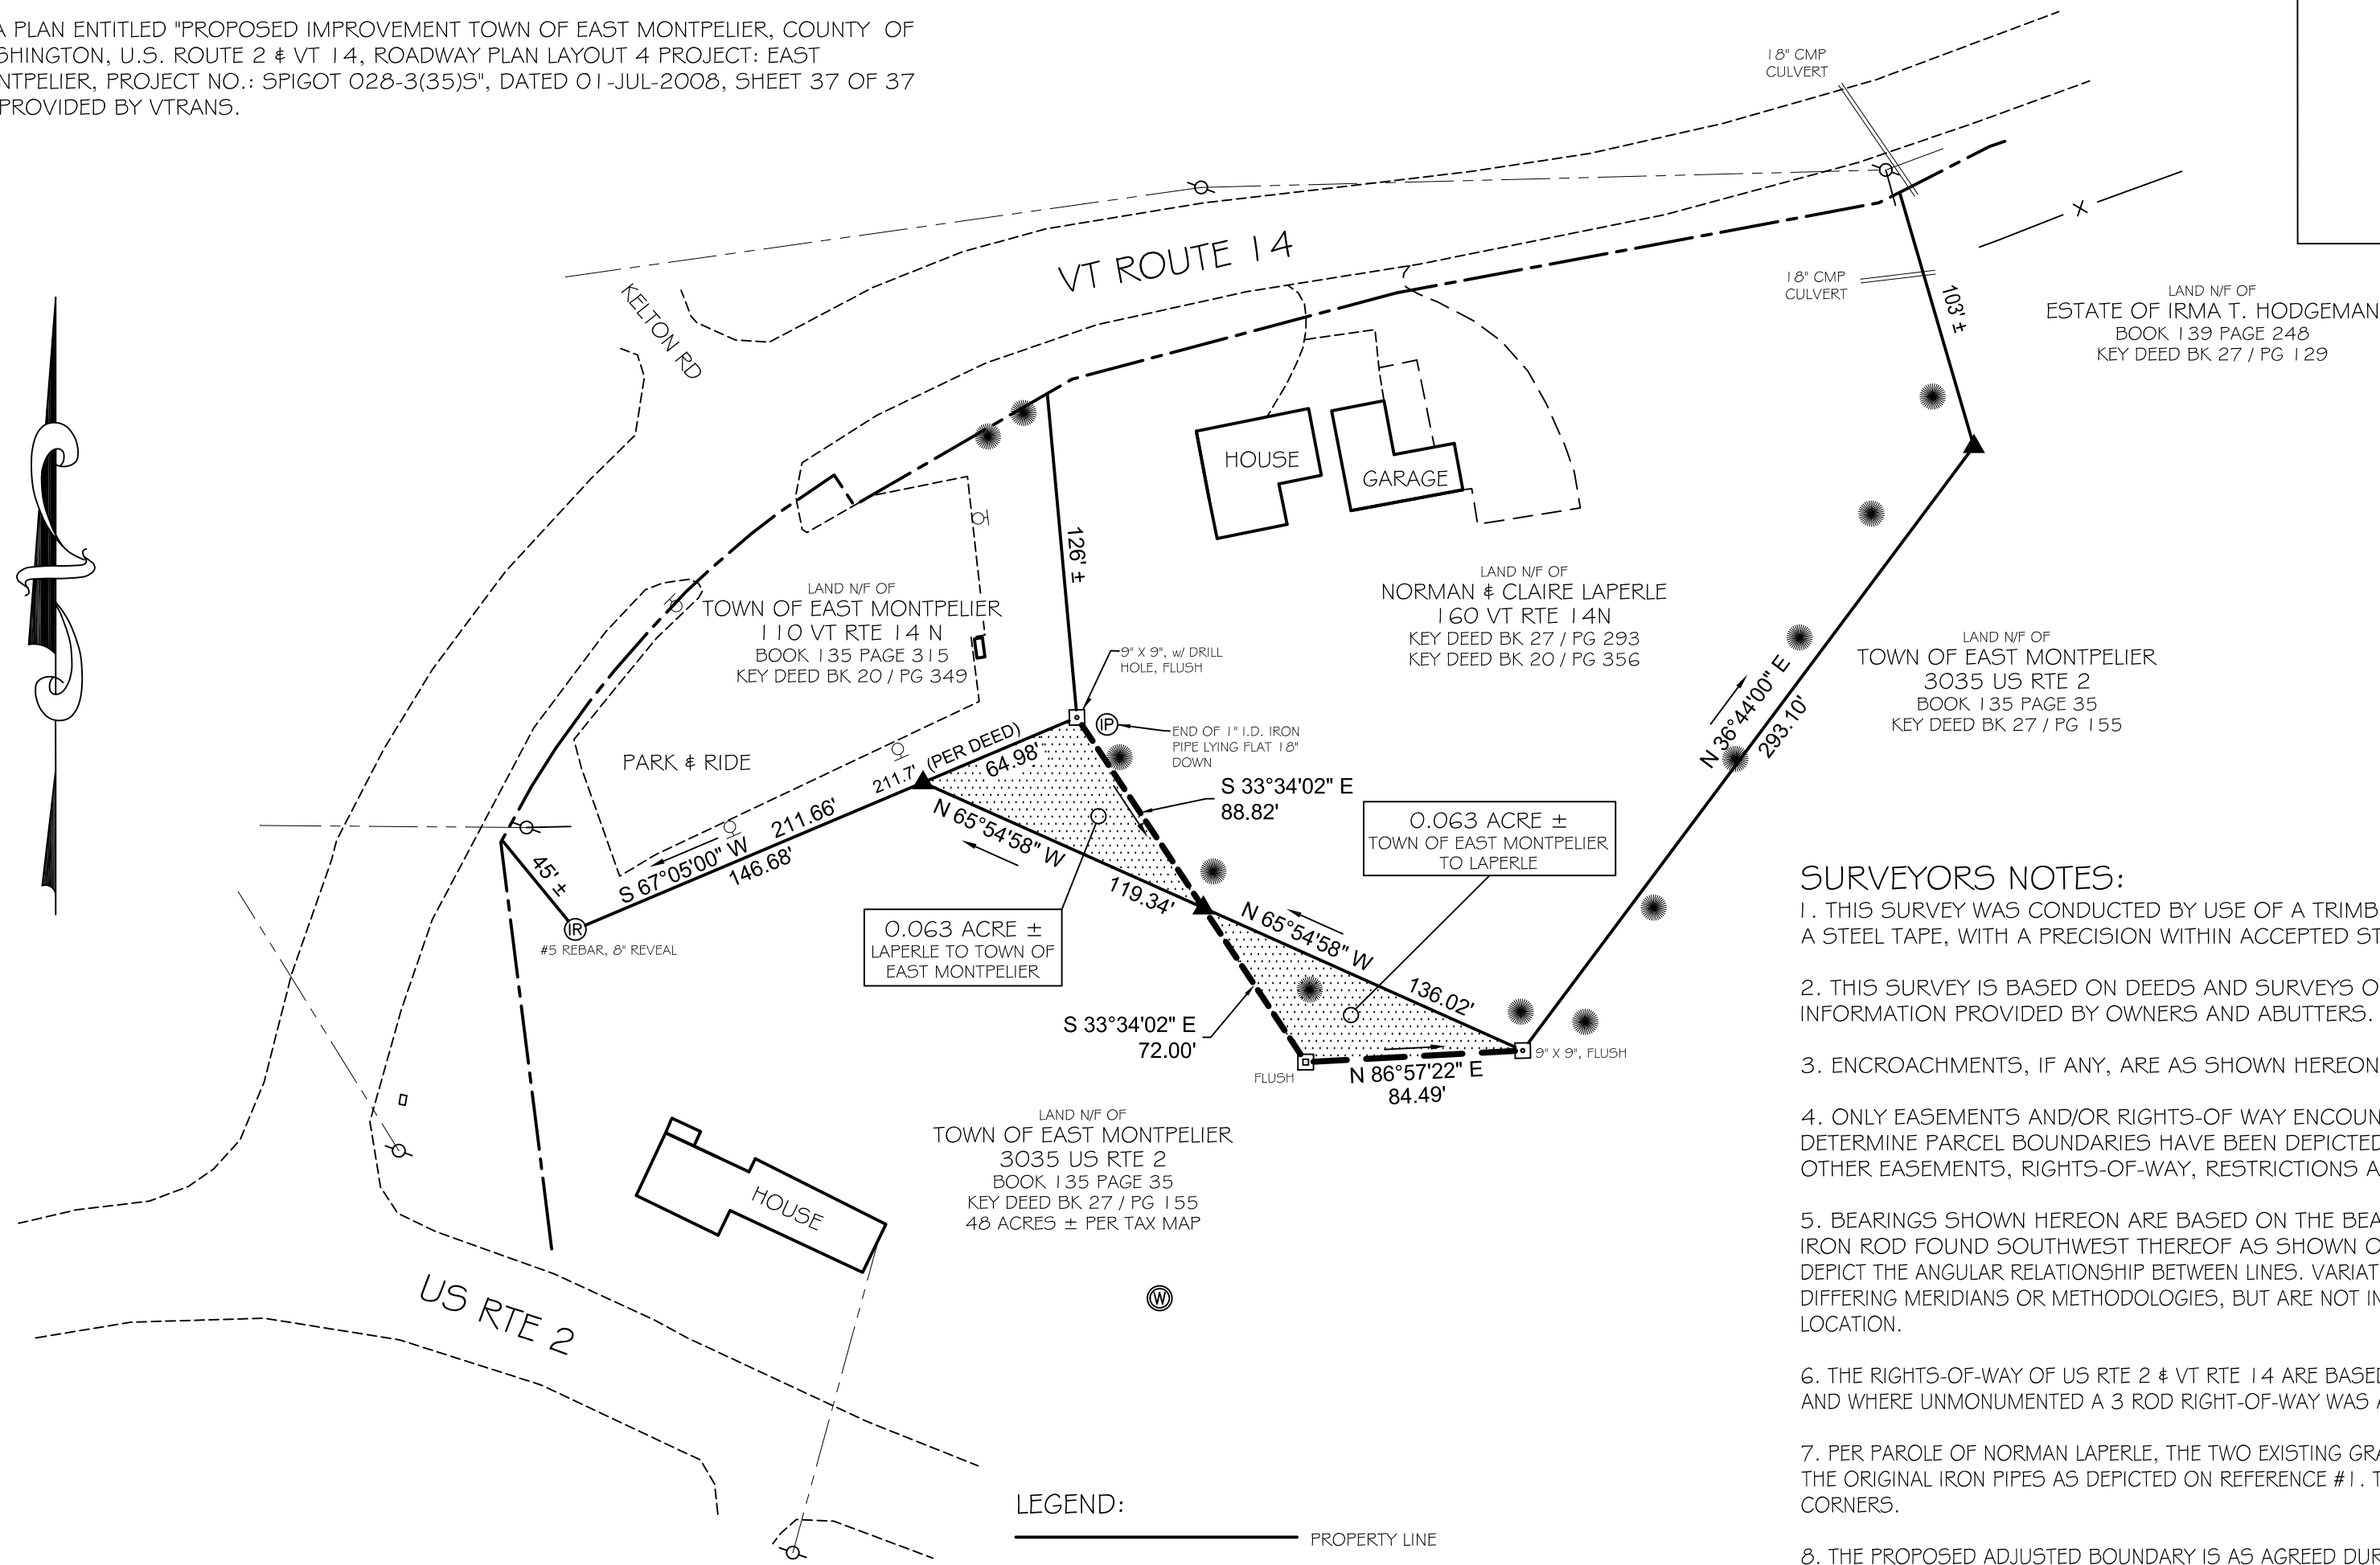 A PLAN ENTITLED "PROPOSED IMPROVEMENT TOWN OF EAST MONTPELIER, COUNTY OF
SHINGTON, U.S. ROUTE 2 & VT 14, ROADWAY PLAN LAYOUT 4 PROJECT: EAST
NTPELIER, PROJECT NO.: SPIGOT 028-3(35)S", DATED 01-JUL-2008, SHEET 37 OF 37
PROVIDED BY VTRANS.
18" CMP
CULVERT
VT ROUTE 14
KELTON RD
18" CMP
CULVERT
103' ±
LAND N/F OF
ESTATE OF IRMA T. HODGEMAN
BOOK 139 PAGE 248
KEY DEED BK 27 / PG 129
HOUSE
GARAGE
126' ±
LAND N/F OF
TOWN OF EAST MONTPELIER
110 VT RTE 14 N
BOOK 135 PAGE 315
KEY DEED BK 20 / PG 349
LAND N/F OF
NORMAN & CLAIRE LAPERLE
160 VT RTE 14N
KEY DEED BK 27 / PG 293
KEY DEED BK 20 / PG 356
LAND N/F OF
TOWN OF EAST MONTPELIER
3035 US RTE 2
BOOK 135 PAGE 35
KEY DEED BK 27 / PG 155
9" X 9", w/ DRILL
HOLE, FLUSH
IP
END OF 1" I.D. IRON
PIPE LYING FLAT 18"
DOWN
N 36°44'00" E
293.10'
PARK & RIDE
211.7' (PER DEED)
64.98'
S 33°34'02" E
88.82'
211.66'
S 67°05'00" W
146.68'
45' ±
IR
#5 REBAR, 8" REVEAL
N 65°54'58" W
119.34'
0.063 ACRE ±
TOWN OF EAST MONTPELIER
TO LAPERLE
0.063 ACRE ±
LAPERLE TO TOWN OF
EAST MONTPELIER
N 65°54'58" W
136.02'
S 33°34'02" E
72.00'
FLUSH
9" X 9", FLUSH
N 86°57'22" E
84.49'
LAND N/F OF
TOWN OF EAST MONTPELIER
3035 US RTE 2
BOOK 135 PAGE 35
KEY DEED BK 27 / PG 155
48 ACRES ± PER TAX MAP
HOUSE
W
US RTE 2
LEGEND:
PROPERTY LINE
SURVEYORS NOTES:
1. THIS SURVEY WAS CONDUCTED BY USE OF A TRIMB
A STEEL TAPE, WITH A PRECISION WITHIN ACCEPTED ST
2. THIS SURVEY IS BASED ON DEEDS AND SURVEYS O
INFORMATION PROVIDED BY OWNERS AND ABUTTERS.
3. ENCROACHMENTS, IF ANY, ARE AS SHOWN HEREON
4. ONLY EASEMENTS AND/OR RIGHTS-OF WAY ENCOUN
DETERMINE PARCEL BOUNDARIES HAVE BEEN DEPICTED
OTHER EASEMENTS, RIGHTS-OF-WAY, RESTRICTIONS A
5. BEARINGS SHOWN HEREON ARE BASED ON THE BEA
IRON ROD FOUND SOUTHWEST THEREOF AS SHOWN O
DEPICT THE ANGULAR RELATIONSHIP BETWEEN LINES. VARIAT
DIFFERING MERIDIANS OR METHODOLOGIES, BUT ARE NOT IN
LOCATION.
6. THE RIGHTS-OF-WAY OF US RTE 2 & VT RTE 14 ARE BASED
AND WHERE UNMONUMENTED A 3 ROD RIGHT-OF-WAY WAS A
7. PER PAROLE OF NORMAN LAPERLE, THE TWO EXISTING GRA
THE ORIGINAL IRON PIPES AS DEPICTED ON REFERENCE #1. T
CORNERS.
8. THE PROPOSED ADJUSTED BOUNDARY IS AS AGREED DUR